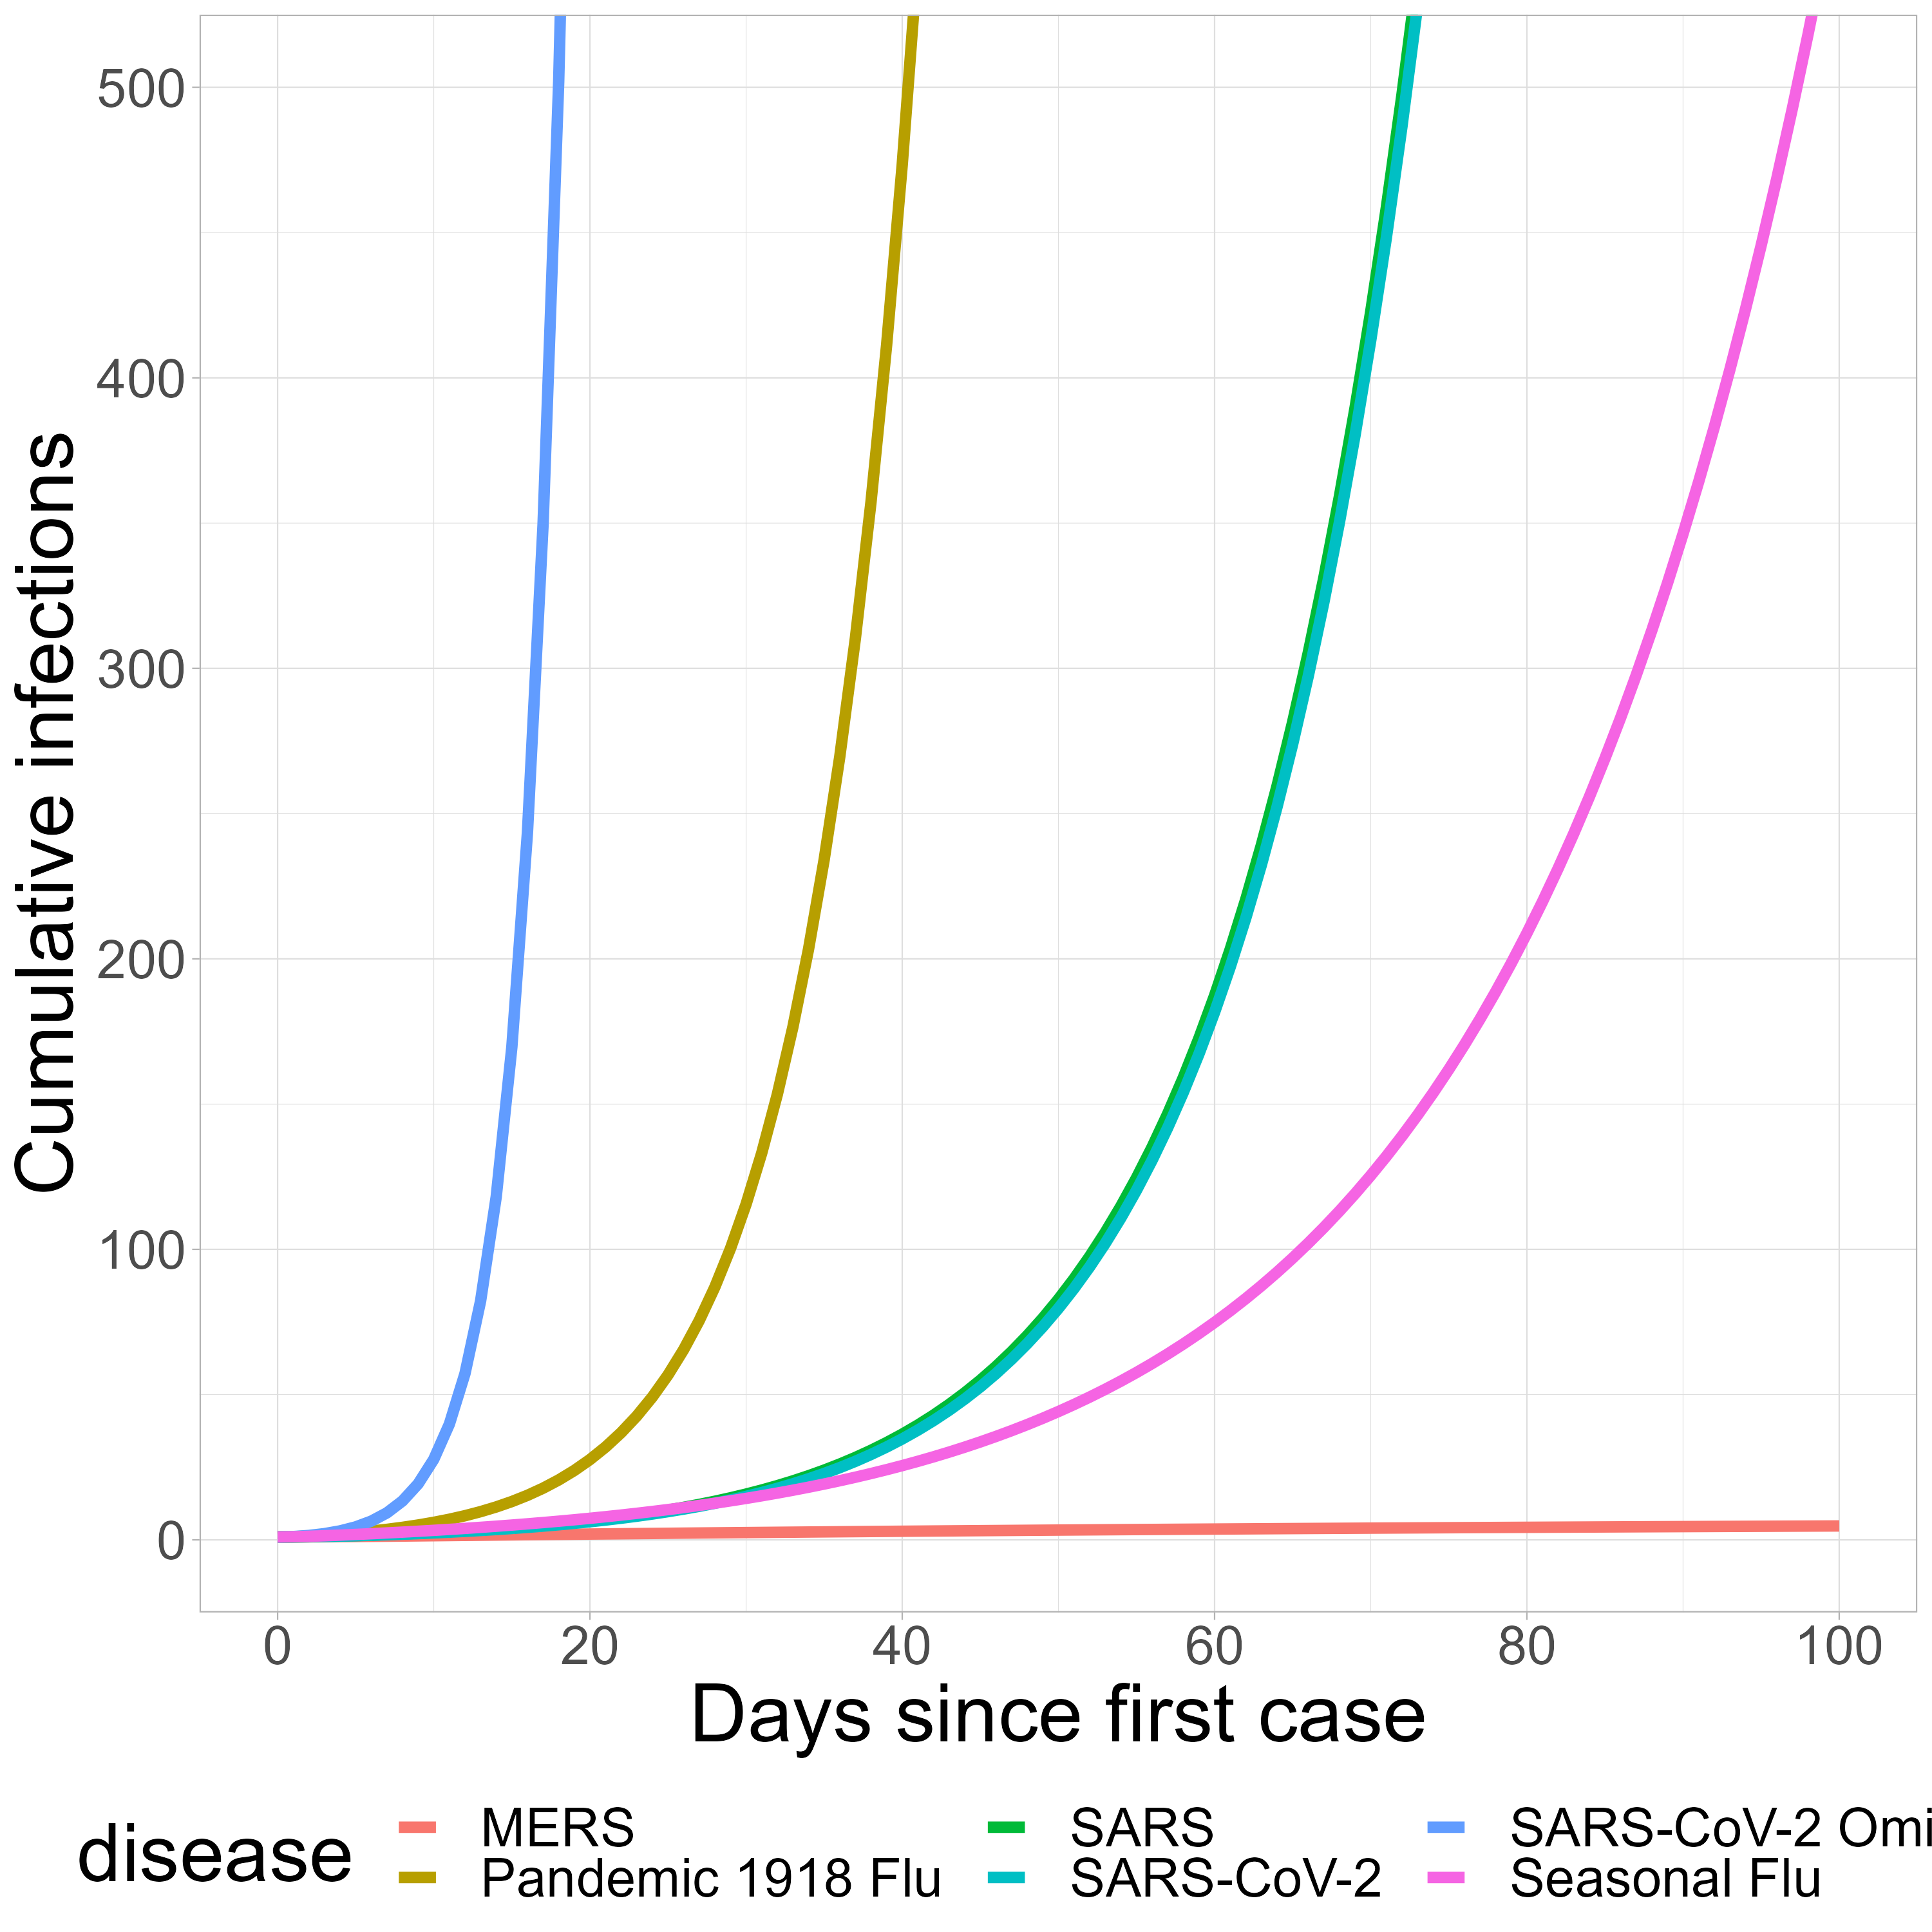 500
400
300
200
100
0
Cumulative infections
0 20 40 60 80 100
Days since first case
disease
MERS SARS SARS-CoV-2 Omi
Pandemic 1918 Flu SARS-CoV-2 Seasonal Flu